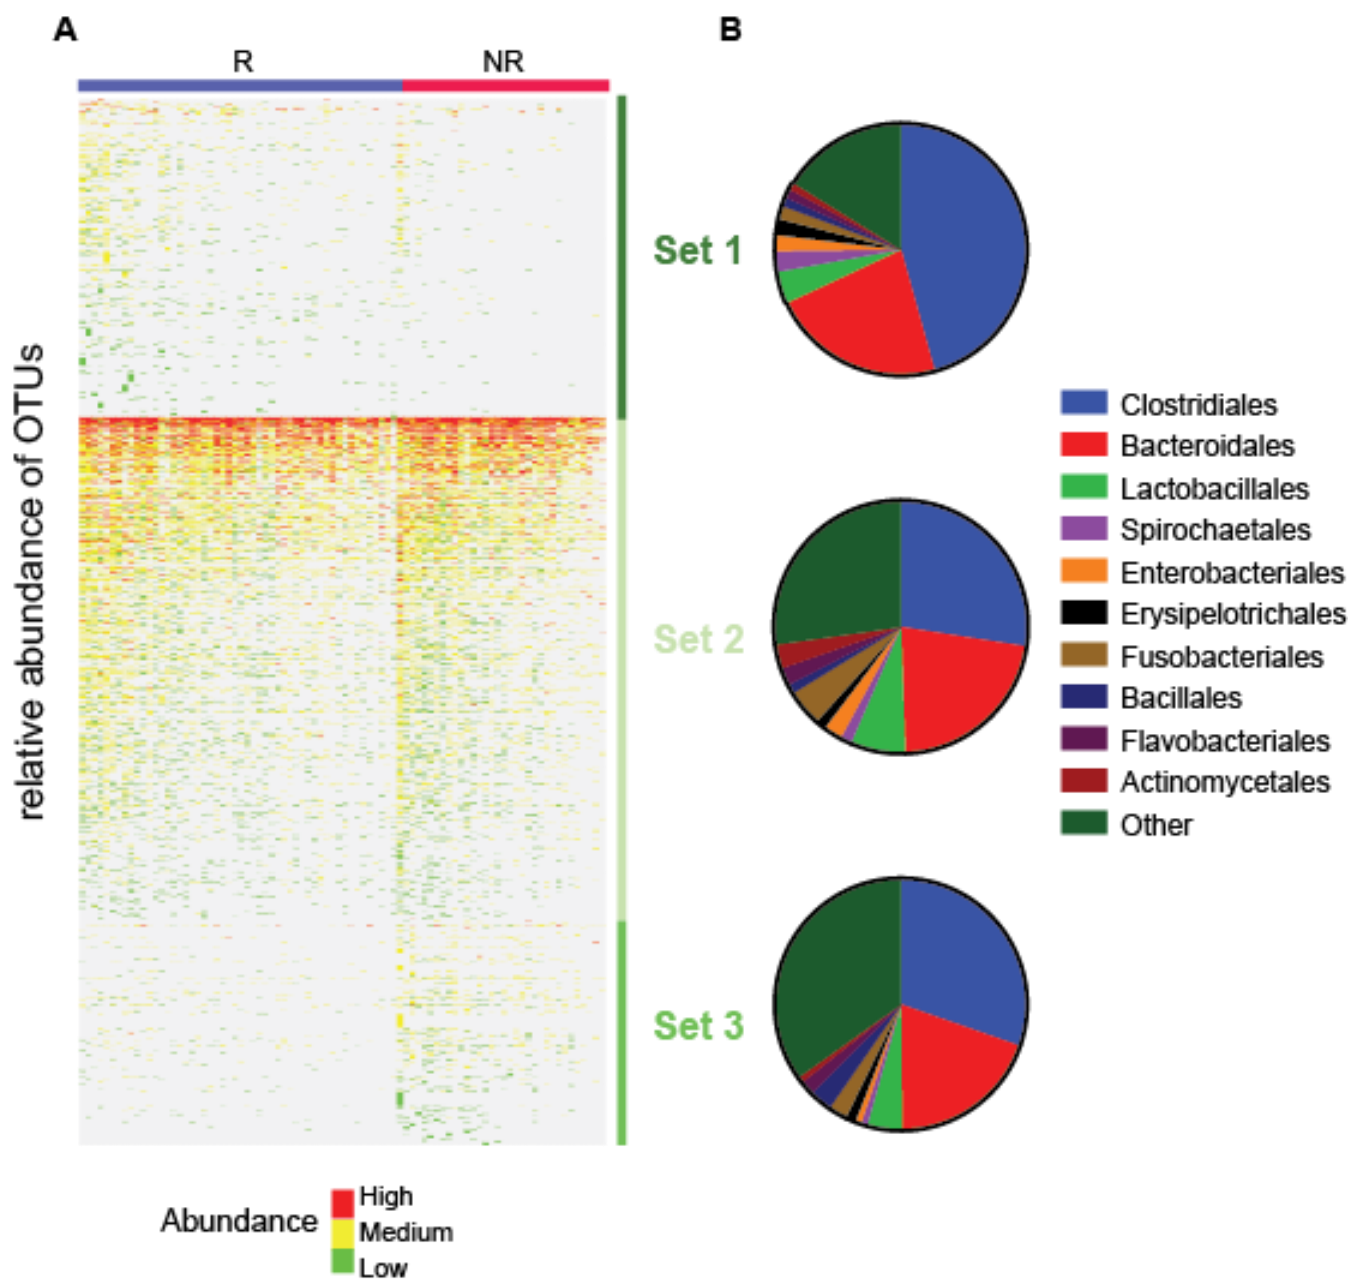 A
B
R
NR
relative abundance of OTUs
Set 1
Set 2
Set 3
Clostridiales
Bacteroidales
Lactobacillales
Spirochaetales
Enterobacteriales
Erysipelotrichales
Fusobacteriales
Bacillales
Flavobacteriales
Actinomycetales
Other
Abundance
High
Medium
Low